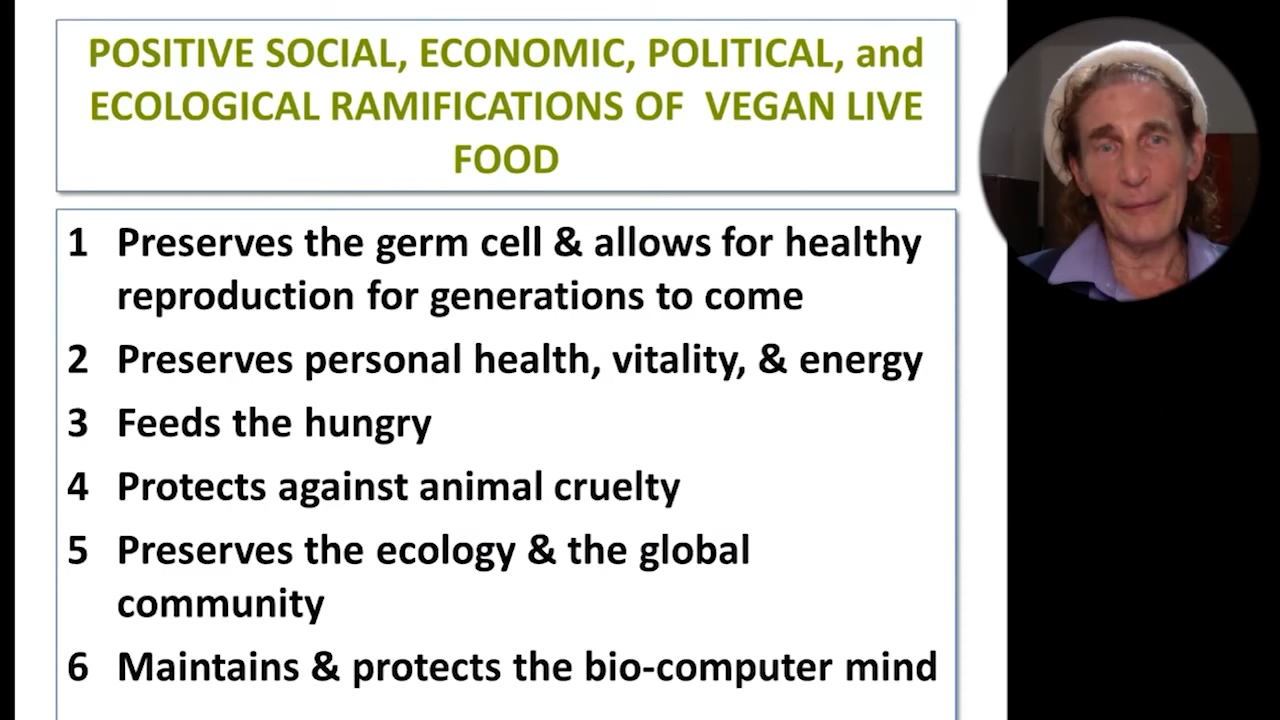 POSITIVE SOCIAL, ECONOMIC, POLITICAL, and
ECOLOGICAL RAMIFICATIONS OF VEGAN LIVE
FOOD
1 Preserves the germ cell & allows for healthy
reproduction for generations to come
2 Preserves personal health, vitality, & energy
3 Feeds the hungry
4 Protects against animal cruelty
5 Preserves the ecology & the global
community
6 Maintains & protects the bio-computer mind